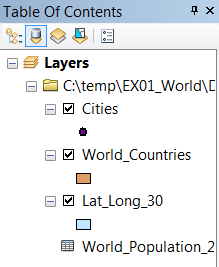 Table Of Contents
Layers
C:\temp\EX01_World\D
Cities
World_Countries
Lat_Long_30
World_Population_2